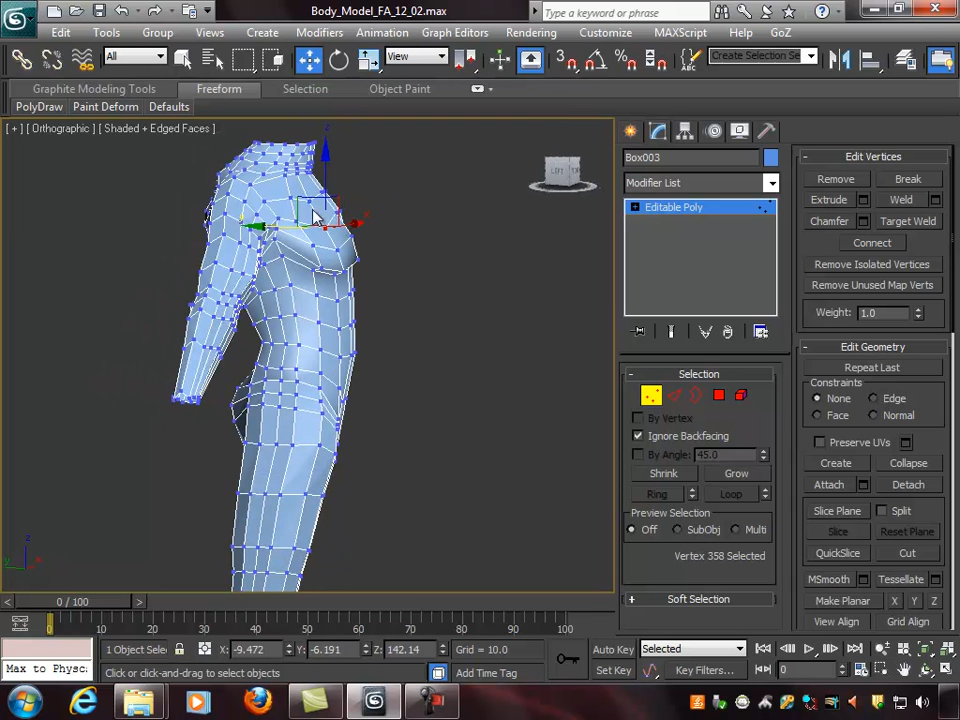 Body_Model_FA_12_02.max
Type a keyword or phrase
Edit Tools Group Views Create Modifiers Animation Graph Editors Rendering Customize MAXScript Help GoZ
All View 3 Create Selection Se
Graphite Modeling Tools Freeform Selection Object Paint
PolyDraw Paint Deform Defaults
[ + ] [ Orthographic ] [ Shaded + Edged Faces ]
Box003
Modifier List
Editable Poly
Selection
By Vertex
Ignore Backfacing
By Angle: 45.0
Shrink Grow
Ring Loop
Preview Selection
Off SubObj Multi
Vertex 358 Selected
Soft Selection
Edit Vertices
Remove Break
Extrude Weld
Chamfer Target Weld
Connect
Remove Isolated Vertices
Remove Unused Map Verts
Weight: 1.0
Edit Geometry
Repeat Last
Constraints
None Edge
Face Normal
Preserve UVs
Create Collapse
Attach Detach
Slice Plane Split
Slice Reset Plane
QuickSlice Cut
MSmooth Tessellate
Make Planar X Y Z
View Align Grid Align
0 / 100
0 10 20 30 40 50 60 70 80 90 100
1 Object Selec X: -9.472 Y: -6.191 Z: 142.14 Grid = 10.0 Auto Key Selected
Max to Physc Click or click-and-drag to select objects Add Time Tag Set Key Key Filters... 0